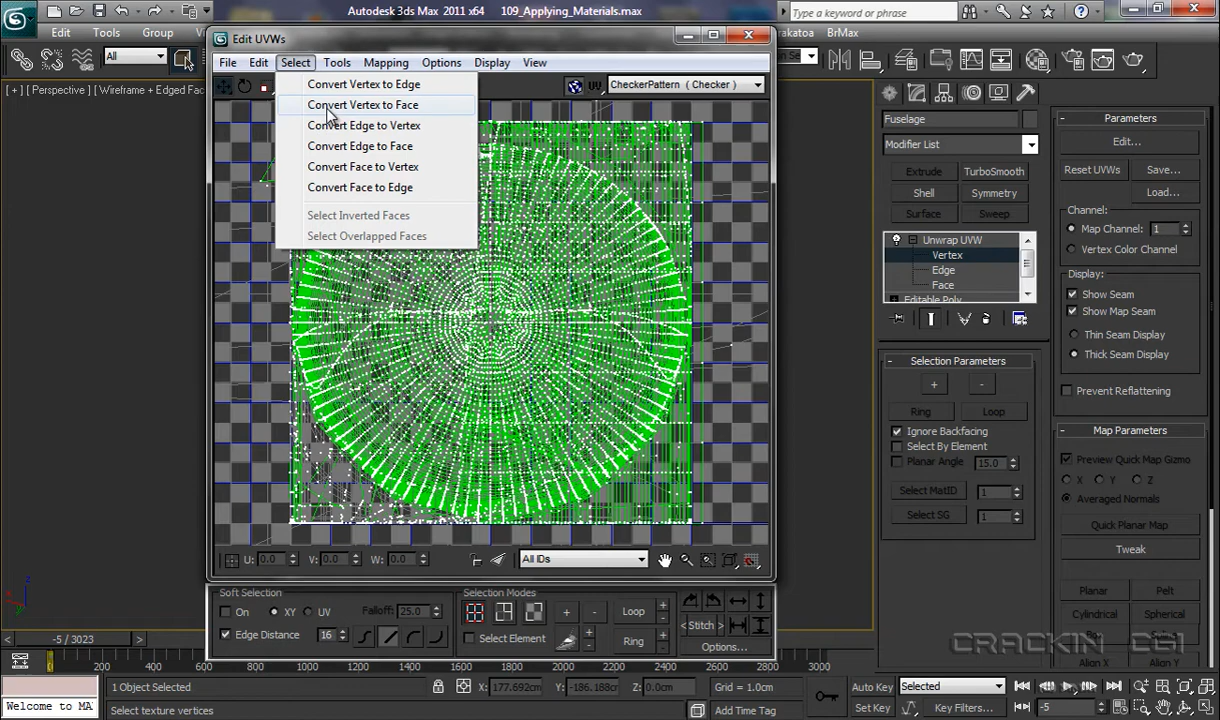 Autodesk 3ds Max 2011 x64 109_Applying_Materials.max
Type a keyword or phrase
Edit Tools Group
rakatoa BrMax
All
[ + ] [ Perspective ] [ Wireframe + Edged Fac
Edit UVWs
File Edit Select Tools Mapping Options Display View
UV CheckerPattern ( Checker )
Convert Vertex to Edge
Convert Vertex to Face
Convert Edge to Vertex
Convert Edge to Face
Convert Face to Vertex
Convert Face to Edge
Select Inverted Faces
Select Overlapped Faces
U: 0.0 V: 0.0 W: 0.0 All IDs
Soft Selection
On XY UV Falloff: 25.0
Edge Distance 16
Selection Modes
+ - Loop +
-
Select Element + Ring +
- -
Stitch
Options...
Fuselage
Modifier List
Extrude TurboSmooth
Shell Symmetry
Surface Sweep
Unwrap UVW
Vertex
Edge
Face
Editable Poly
- Selection Parameters
+ -
Ring Loop
Ignore Backfacing
Select By Element
Planar Angle 15.0
Select MatID 1
Select SG 1
- Parameters
Edit...
Reset UVWs Save...
Load...
Channel:
Map Channel: 1
Vertex Color Channel
Display:
Show Seam
Show Map Seam
Thin Seam Display
Thick Seam Display
Prevent Reflattening
- Map Parameters
Preview Quick Map Gizmo
X Y Z
Averaged Normals
Quick Planar Map
Tweak
Planar Pelt
Cylindrical Spherical
Box
Align X Align Y
CRACKIN CGI
-5 / 3023
200 400 600 800 1000 1200 1400 1600 1800 2000 2200 2400 2600 2800 3000
1 Object Selected X: 177.692cm Y: -186.188cm Z: 0.0cm Grid = 1.0cm Auto Key Selected
Welcome to MA Select texture vertices Add Time Tag Set Key Key Filters... -5